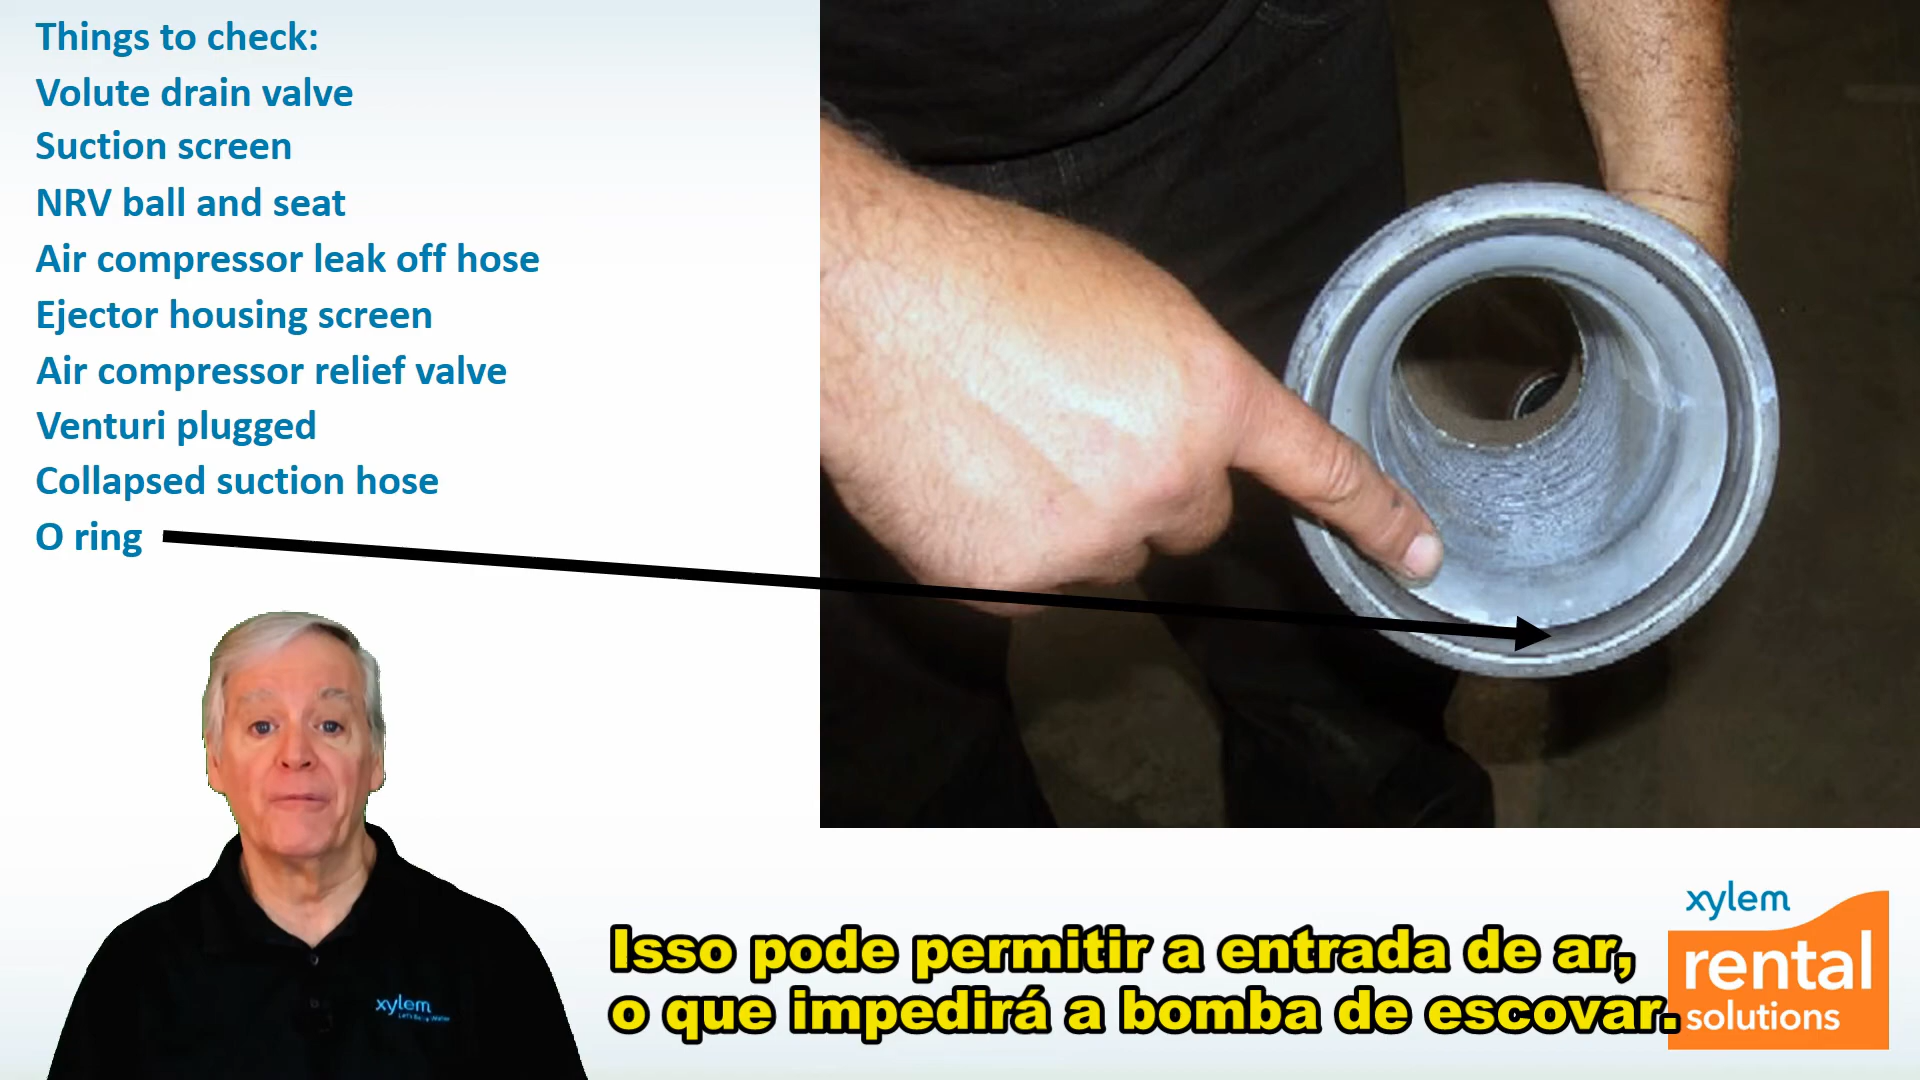 Things to check:
Volute drain valve
Suction screen
NRV ball and seat
Air compressor leak off hose
Ejector housing screen
Air compressor relief valve
Venturi plugged
Collapsed suction hose
O ring
xylem
Isso pode permitir a entrada de ar,
o que impedirá a bomba de escovar.
xylem
rental
solutions